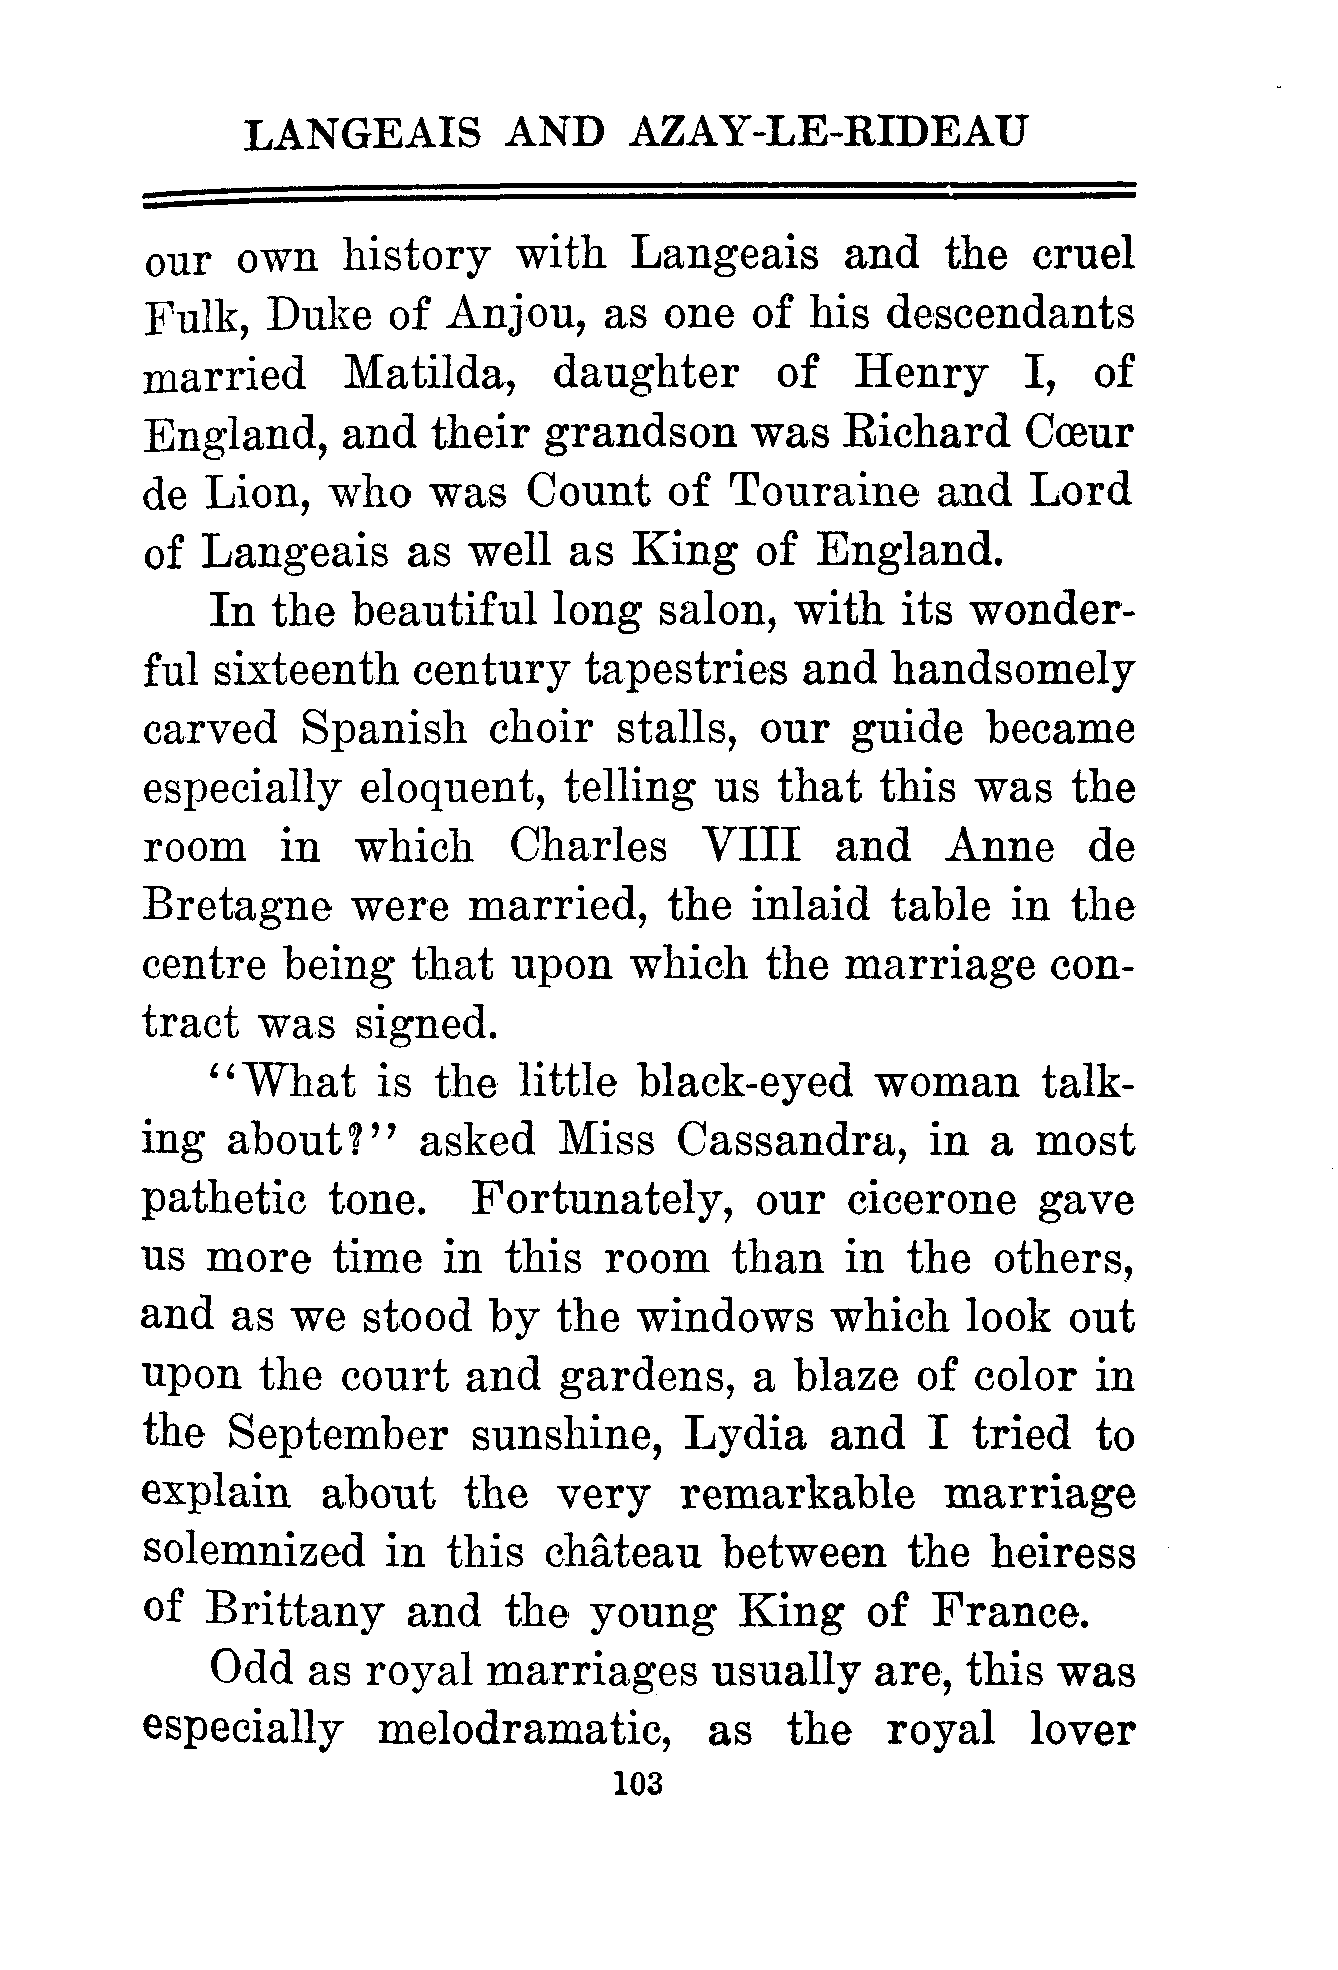 LANGEAIS AND AZAY-LE-RIDEAU
our own history with Langeais and the cruel
Fulk, Duke of Anjou, as one of his descendants
married Matilda, daughter of Henry I, of
England, and their grandson was Richard Cœur
de Lion, who was Count of Touraine and Lord
of Langeais as well as King of England.
In the beautiful long salon, with its wonder-
ful sixteenth century tapestries and handsomely
carved Spanish choir stalls, our guide became
especially eloquent, telling us that this was the
room in which Charles VIII and Anne de
Bretagne were married, the inlaid table in the
centre being that upon which the marriage con-
tract was signed.
“What is the little black-eyed woman talk-
ing about?” asked Miss Cassandra, in a most
pathetic tone. Fortunately, our cicerone gave
us more time in this room than in the others,
and as we stood by the windows which look out
upon the court and gardens, a blaze of color in
the September sunshine, Lydia and I tried to
explain about the very remarkable marriage
solemnized in this château between the heiress
of Brittany and the young King of France.
Odd as royal marriages usually are, this was
especially melodramatic, as the royal lover
103